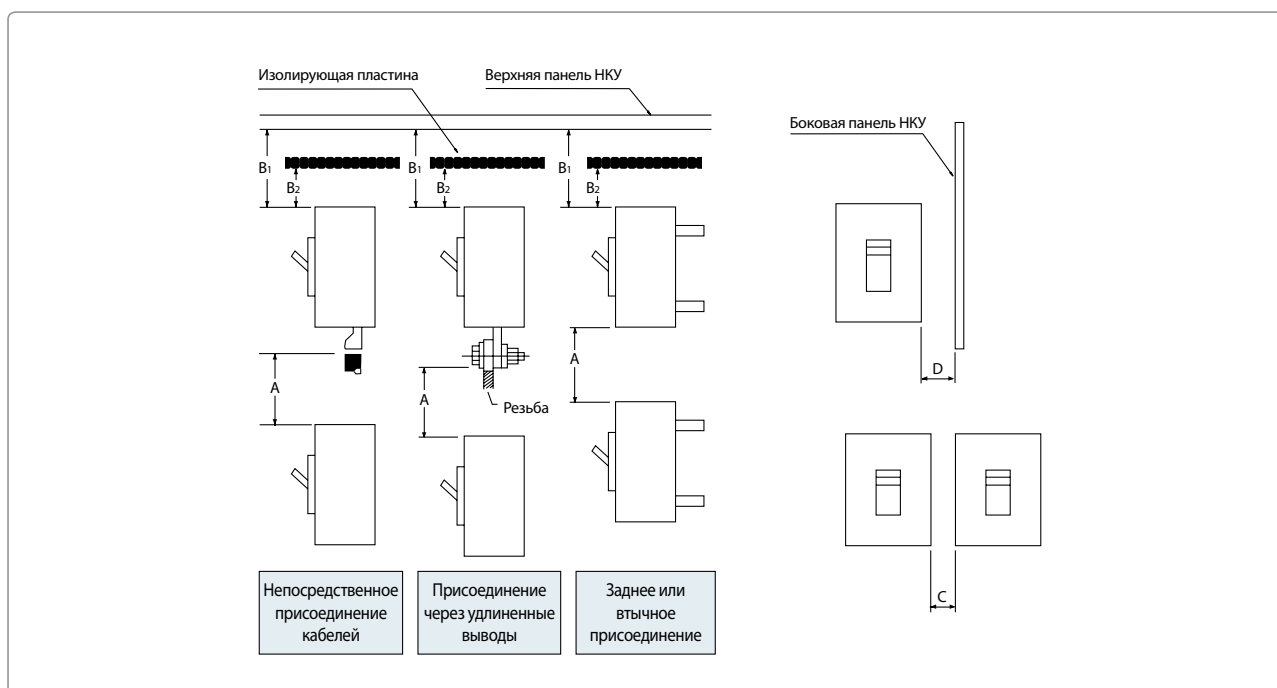 Изолирующая пластина
Верхняя панель НКУ
Боковая панель НКУ
B1
B1
B1
B2
B2
B2
A
A
A
Резьба
D
C
Непосредственное
присоединение
кабелей
Присоединение
через удлиненные
выводы
Заднее или
втычное
присоединение